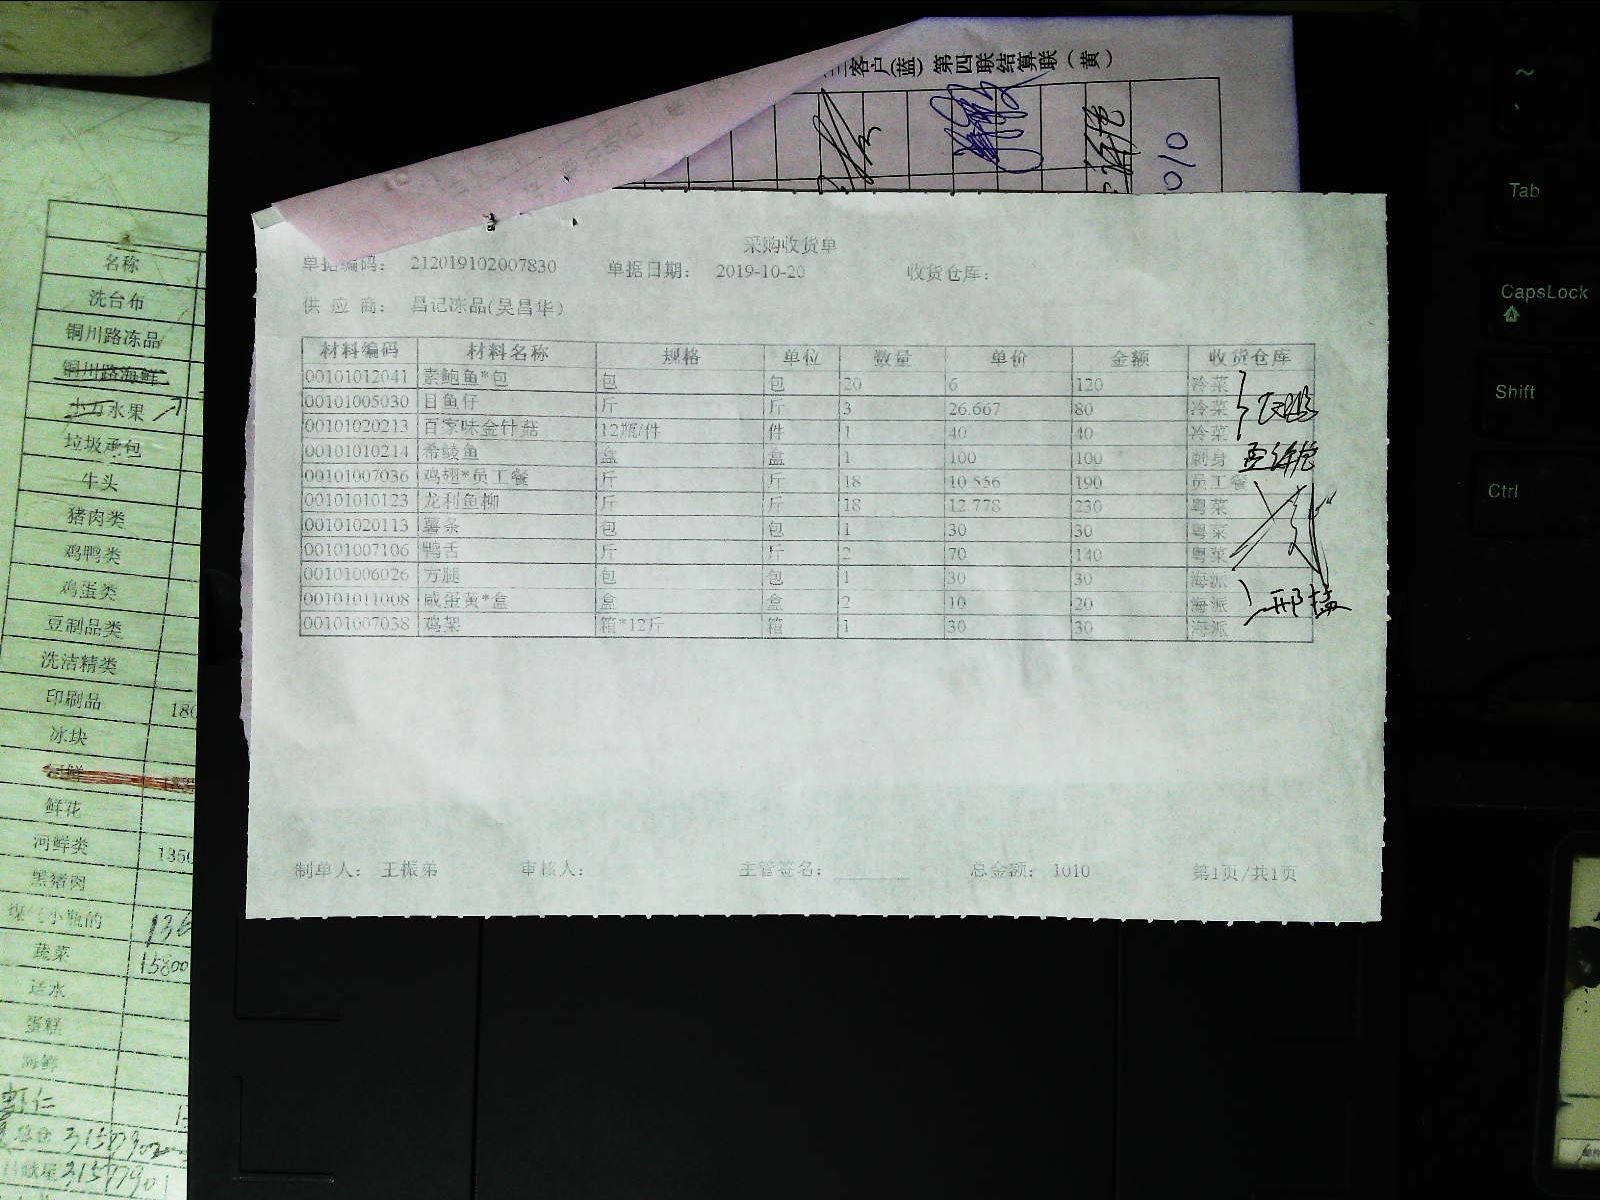 客户(蓝) 第四联结算联 (黄)
采购收货单
单据编码: 212019102007830 单据日期: 2019-10-20 收货仓库:
供 应 商: 昌记冻品(吴昌华)
材料编码 材料名称 规格 单位 数量 单价 金额 收货仓库
00101012041 素鲍鱼*包 包 包 20 6 120 冷菜
00101005030 目鱼仔 斤 斤 3 26.667 80 冷菜
00101020213 百家味金针菇 12瓶/件 件 1 40 40 冷菜
00101010214 希鲮鱼 盒 盒 1 100 100 刺身
00101007036 鸡翅*员工餐 斤 斤 18 10.556 190 员工餐
00101010123 龙利鱼柳 斤 斤 18 12.778 230 粤菜
00101020113 薯条 包 包 1 30 30 粤菜
00101007106 鸭舌 斤 斤 2 70 140 粤菜
00101006026 方腿 包 包 1 30 30 海派
00101011008 咸蛋黄*盒 盒 盒 2 10 20 海派
00101007038 鸡架 箱*12斤 箱 1 30 30 海派
制单人: 王振弟 审核人: 主管签名: 总金额: 1010 第1页/共1页
名称
洗台布
铜川路冻品
铜川路海鲜
水果
垃圾承包
牛头
猪肉类
鸡鸭类
鸡蛋类
豆制品类
洗洁精类
印刷品 180
冰块
鲜花
河鲜类 1350
黑猪肉
蔬菜 15800
蛋糕
海鲜
虾仁
Tab
CapsLock
Shift
Ctrl